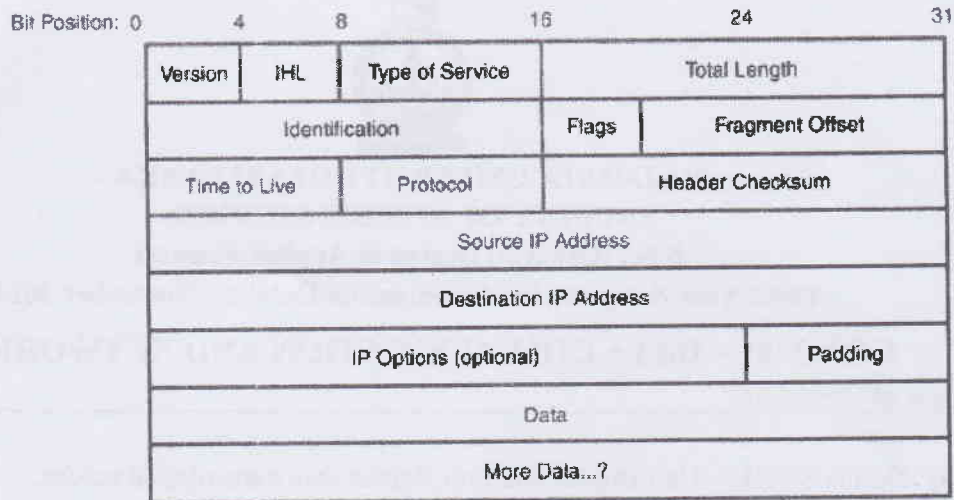 Bit Position: 0 4 8 16 24 31
Version IHL Type of Service Total Length
Identification Flags Fragment Offset
Time to Live Protocol Header Checksum
Source IP Address
Destination IP Address
IP Options (optional) Padding
Data
More Data...?